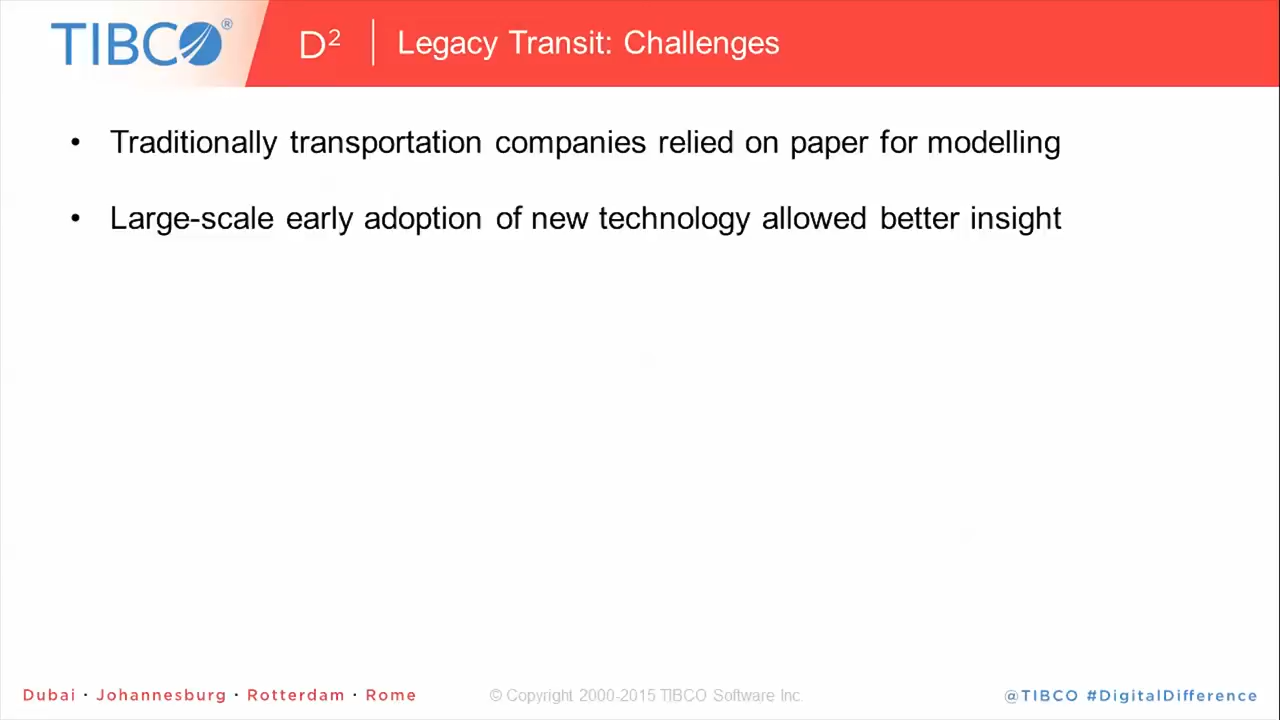 TIBCO®
D² | Legacy Transit: Challenges
• Traditionally transportation companies relied on paper for modelling
• Large-scale early adoption of new technology allowed better insight
Dubai · Johannesburg · Rotterdam · Rome
© Copyright 2000-2015 TIBCO Software Inc.
@TIBCO #DigitalDifference